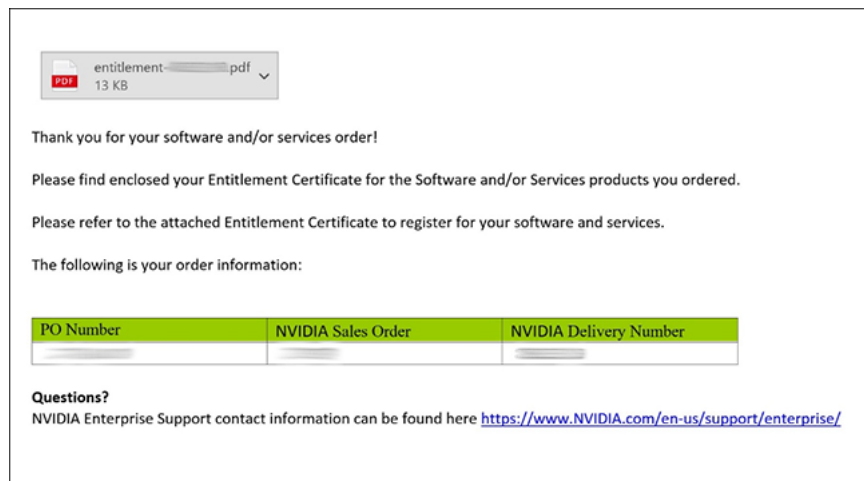 entitlement-.pdf
PDF
13 KB
Thank you for your software and/or services order!
Please find enclosed your Entitlement Certificate for the Software and/or Services products you ordered.
Please refer to the attached Entitlement Certificate to register for your software and services.
The following is your order information:
PO Number NVIDIA Sales Order NVIDIA Delivery Number
Questions?
NVIDIA Enterprise Support contact information can be found here https://www.NVIDIA.com/en-us/support/enterprise/